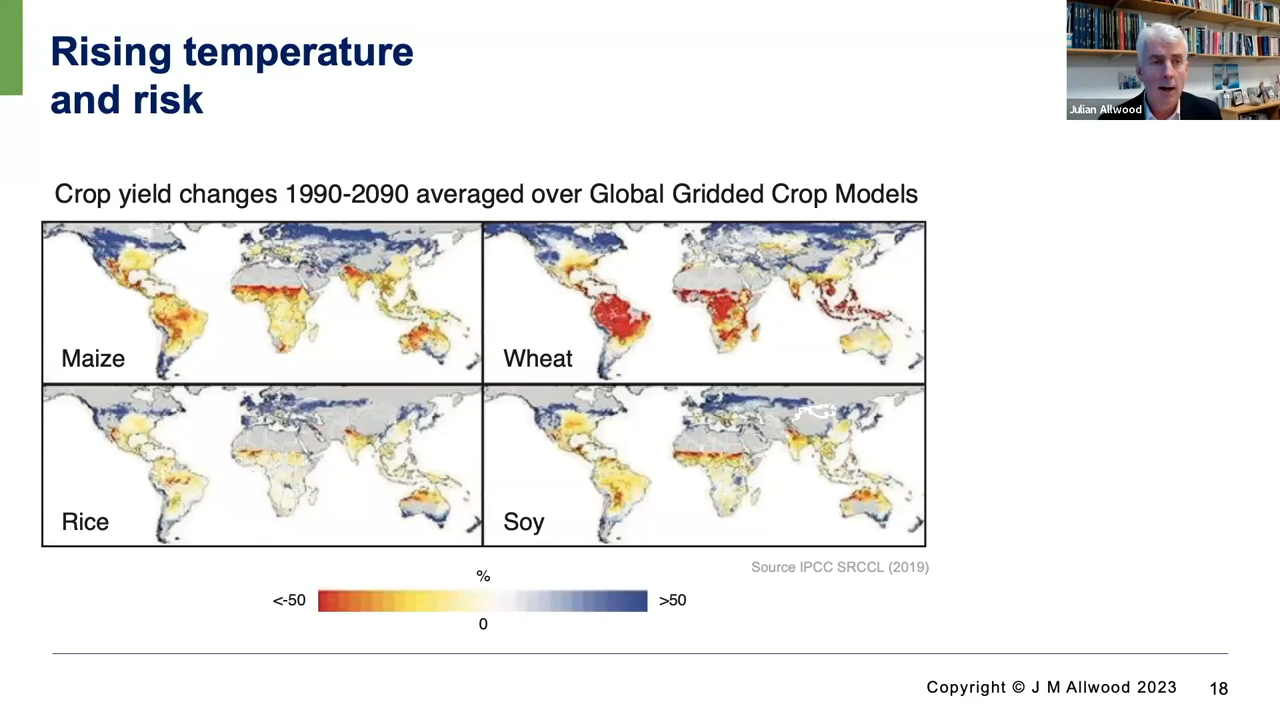 Rising temperature
and risk
Julian Allwood
Crop yield changes 1990-2090 averaged over Global Gridded Crop Models
Maize
Wheat
Rice
Soy
Source IPCC SRCCL (2019)
%
<-50
>50
0
Copyright © J M Allwood 2023
18